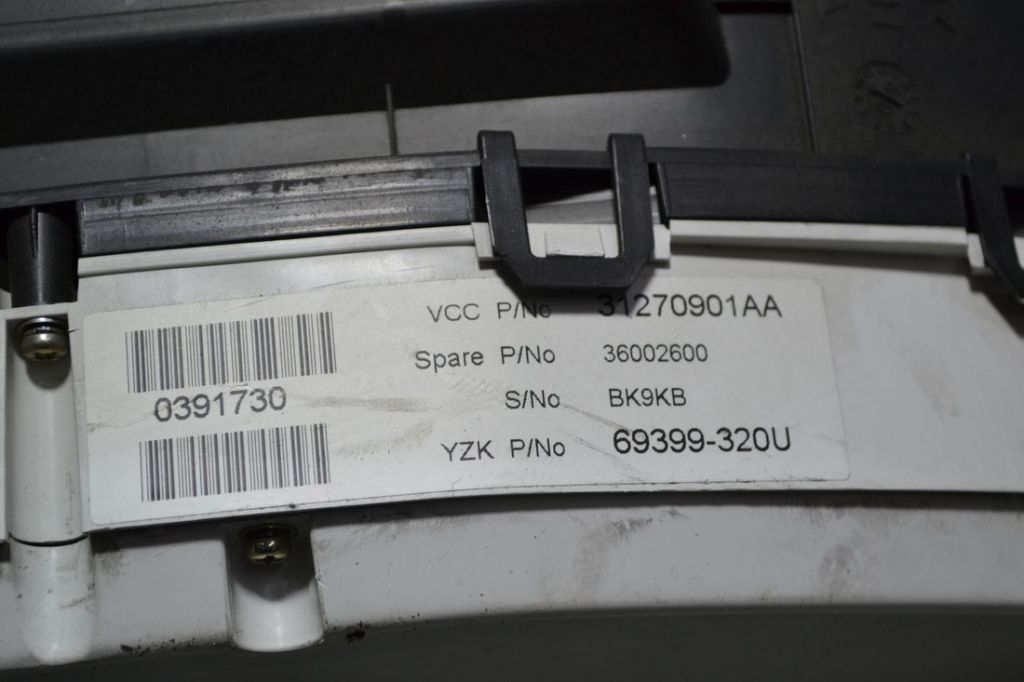 VCC P/No 31270901AA
Spare P/No 36002600
0391730
S/No BK9KB
YZK P/No 69399-320U